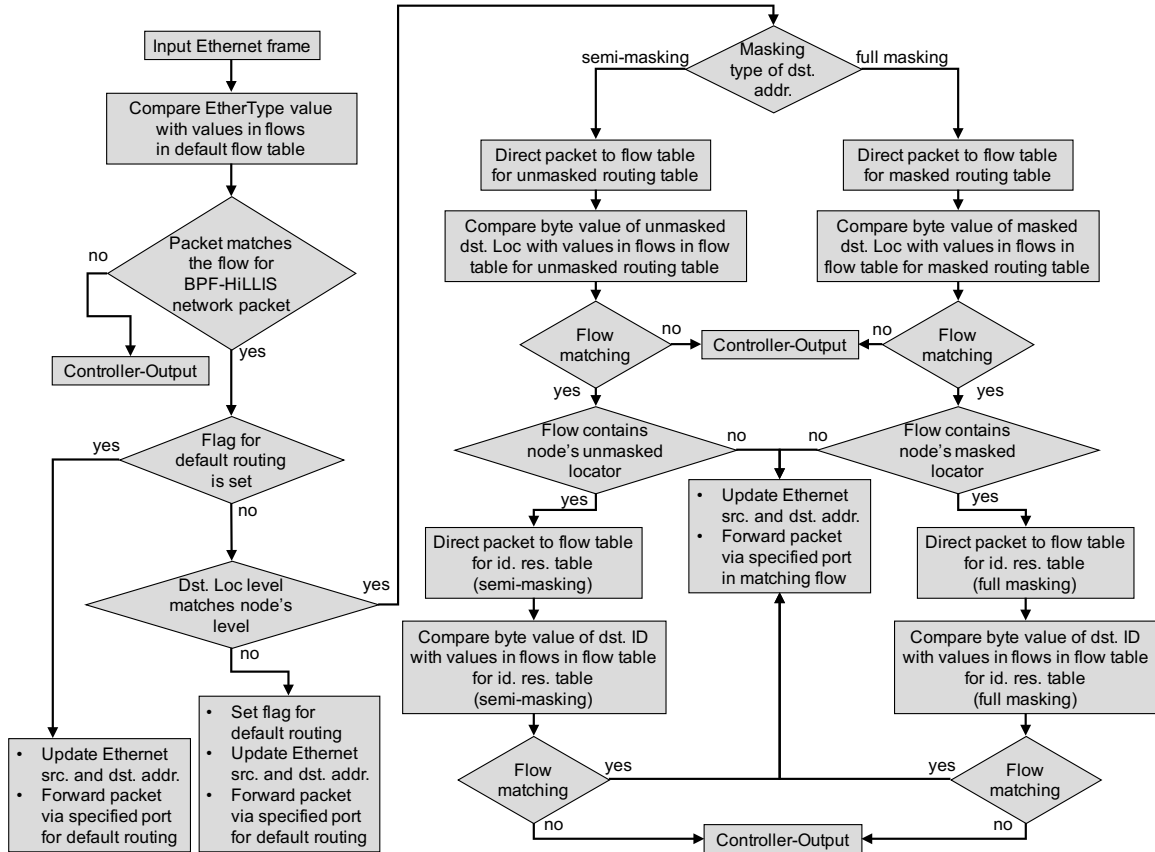 Input Ethernet frame
Compare EtherType value
with values in flows
in default flow table
Packet matches
the flow for
BPF-HiLLIS
network packet
no
yes
Controller-Output
Flag for
default routing
is set
yes
no
Dst. Loc level
matches node's
level
yes
no
• Update Ethernet
src. and dst. addr.
• Forward packet
via specified port
for default routing
• Set flag for
default routing
• Update Ethernet
src. and dst. addr.
• Forward packet
via specified port
for default routing
Masking
type of dst.
addr.
semi-masking
full masking
Direct packet to flow table
for unmasked routing table
Direct packet to flow table
for masked routing table
Compare byte value of unmasked
dst. Loc with values in flows in flow
table for unmasked routing table
Compare byte value of masked
dst. Loc with values in flows in
flow table for masked routing table
Flow
matching
no
Controller-Output
no
Flow
matching
yes
yes
Flow contains
node's unmasked
locator
no
no
Flow contains
node's masked
locator
yes
yes
• Update Ethernet
src. and dst. addr.
• Forward packet
via specified port
in matching flow
Direct packet to flow table
for id. res. table
(semi-masking)
Direct packet to flow table
for id. res. table
(full masking)
Compare byte value of dst. ID
with values in flows in flow table
for id. res. table
(semi-masking)
Compare byte value of dst. ID
with values in flows in flow table
for id. res. table
(full masking)
Flow
matching
yes
yes
Flow
matching
no
no
Controller-Output